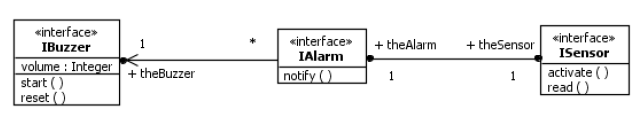 «interface»
IBuzzer
volume : Integer
start ( )
reset ( )
1
+ theBuzzer
*
«interface»
IAlarm
notify ( )
+ theAlarm
1
+ theSensor
1
«interface»
ISensor
activate ( )
read ( )